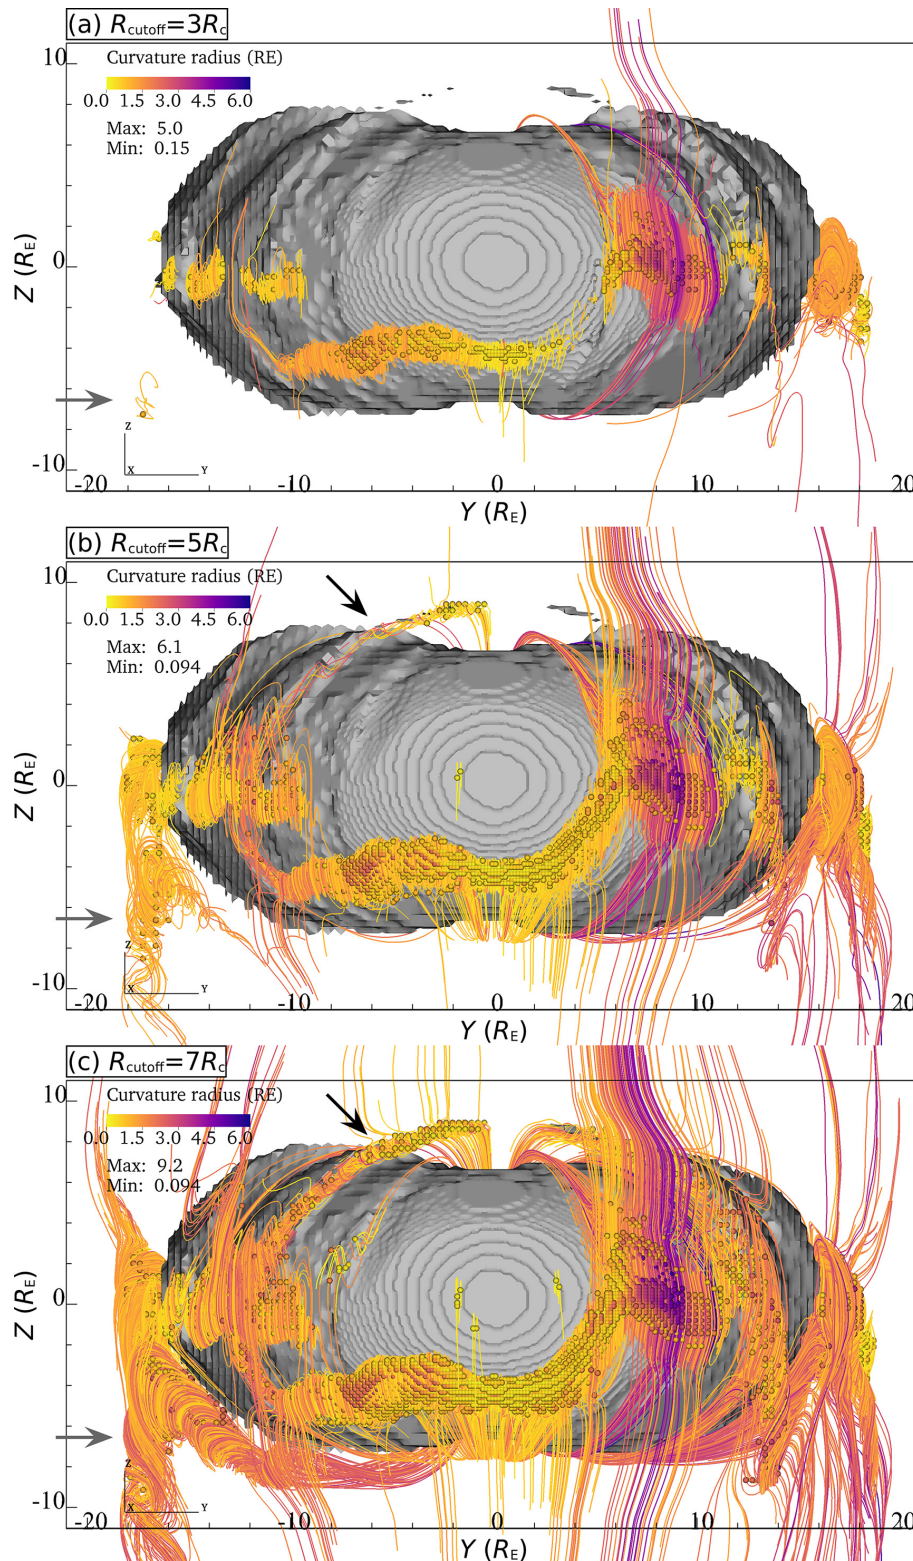 (a) Rcutoff=3Rc
Curvature radius (RE)
0.0 1.5 3.0 4.5 6.0
Max: 5.0
Min: 0.15
10
0
-10
Z (RE)
Z
X Y
-20 -10 0 10 20
Y (RE)
(b) Rcutoff=5Rc
Curvature radius (RE)
0.0 1.5 3.0 4.5 6.0
Max: 6.1
Min: 0.094
10
0
-10
Z (RE)
Z
X Y
-20 -10 0 10 20
Y (RE)
(c) Rcutoff=7Rc
Curvature radius (RE)
0.0 1.5 3.0 4.5 6.0
Max: 9.2
Min: 0.094
10
0
-10
Z (RE)
Z
X Y
-20 -10 0 10 20
Y (RE)